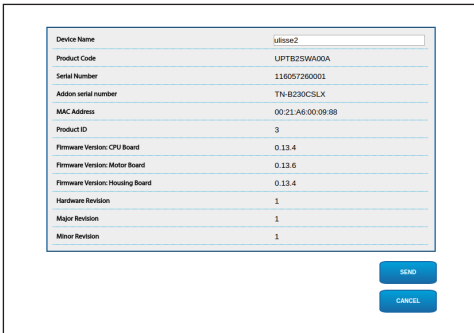 Device Name ulisse2
Product Code UPTB2SWA00A
Serial Number 116057260001
Addon serial number TN-B230CSLX
MAC Address 00:21:A6:00:09:88
Product ID 3
Firmware Version: CPU Board 0.13.4
Firmware Version: Motor Board 0.13.6
Firmware Version: Housing Board 0.13.4
Hardware Revision 1
Major Revision 1
Minor Revision 1
SEND
CANCEL